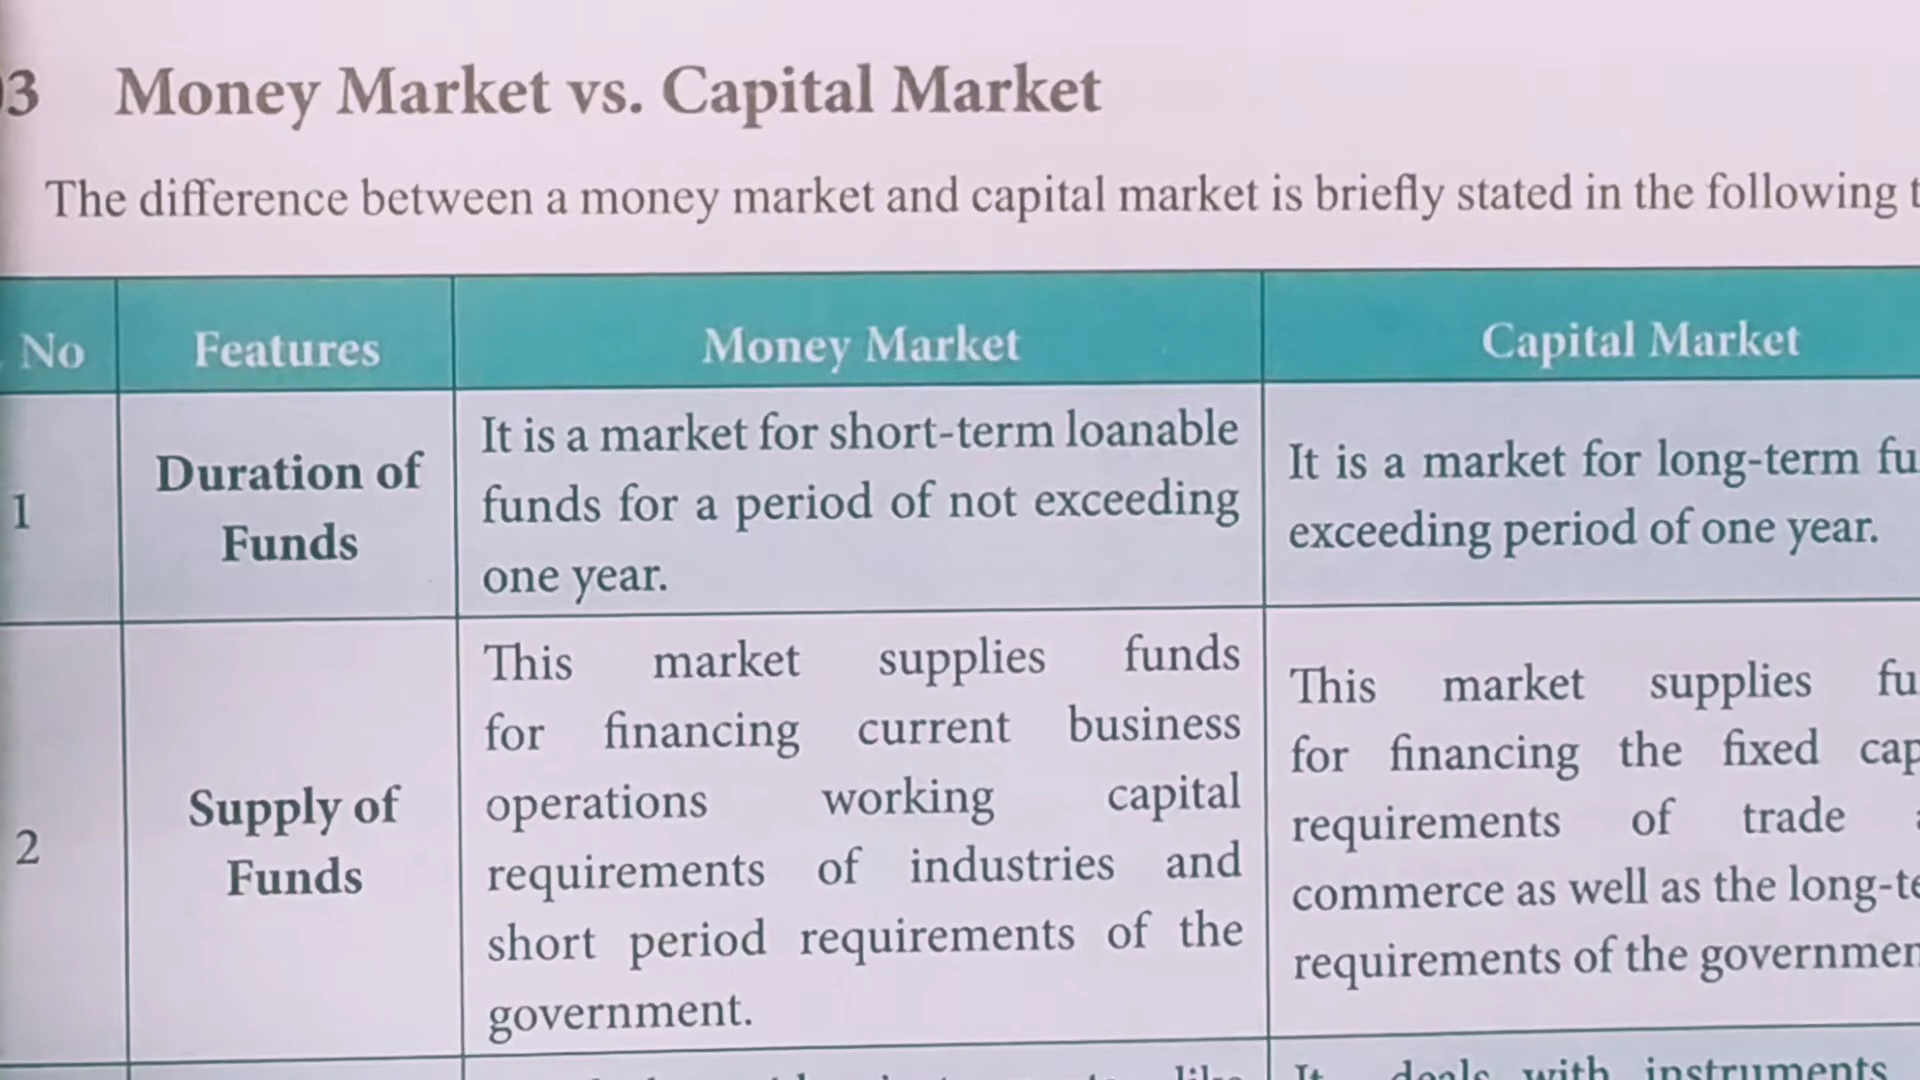 3 Money Market vs. Capital Market
The difference between a money market and capital market is briefly stated in the following
No Features Money Market Capital Market
1
Duration of
Funds
It is a market for short-term loanable
funds for a period of not exceeding
one year.
It is a market for long-term
exceeding period of one year.
2
Supply of
Funds
This market supplies funds
for financing current business
operations working capital
requirements of industries and
short period requirements of the
government.
This market supplies
for financing the fixed
requirements of trade
commerce as well as the
requirements of the
It deals with instruments